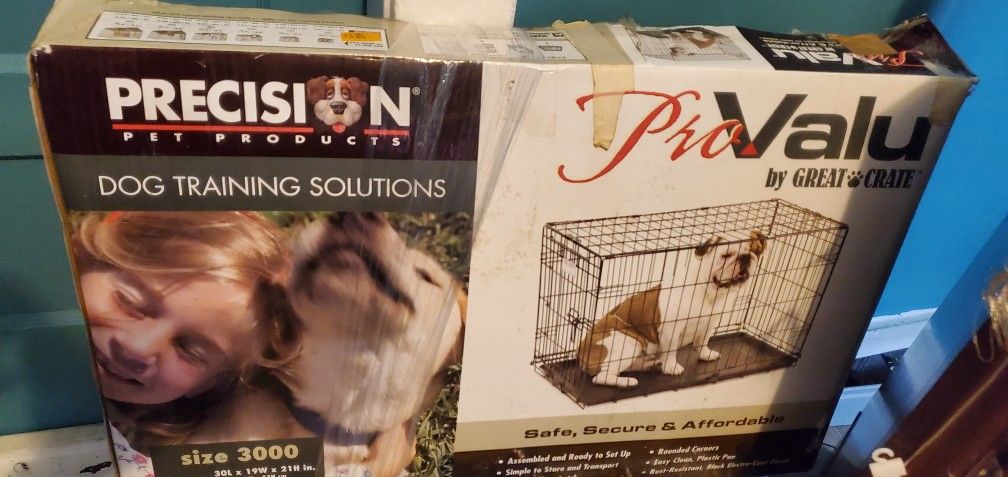 PRECISION®
PET PRODUCTS
DOG TRAINING SOLUTIONS
size 3000
30L x 19W x 21H in.
ProValu™
by GREAT CRATE
Safe, Secure & Affordable
• Assembled and Ready to Set Up
• Simple to Store and Transport
• Rounded Corners
• Easy Clean, Plastic Pan
• Rust-Resistant, Black Electro-Coat Finish